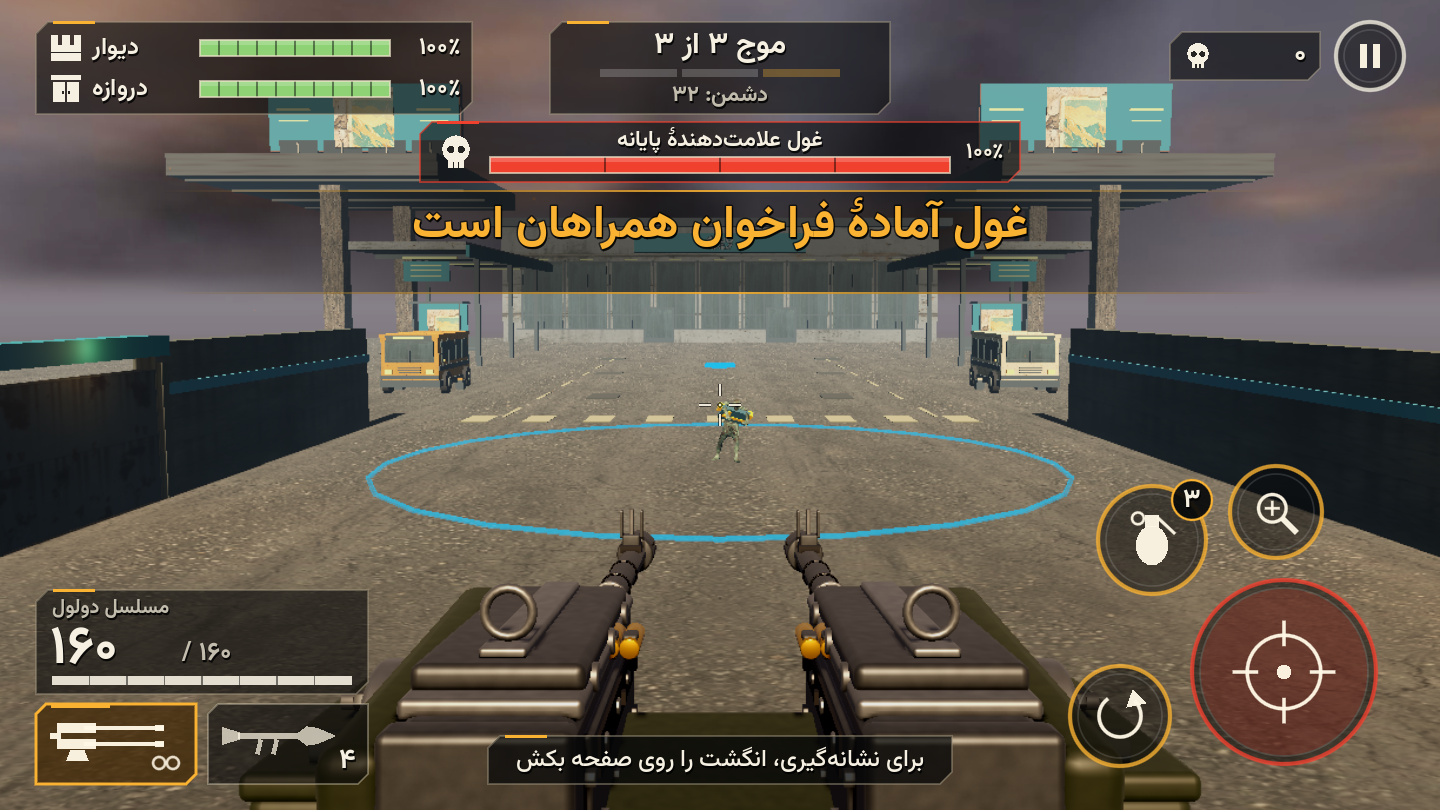 دیوار ۱۰۰٪
دروازه ۱۰۰٪
موج ۳ از ۳
دشمن: ۳۲
۰
غول علامت‌دهندهٔ پایانه
۱۰۰٪
غول آمادهٔ فراخوان همراهان است
۳
مسلسل دولول
۱۶۰ / ۱۶۰
∞
۴
برای نشانه‌گیری، انگشت را روی صفحه بکش